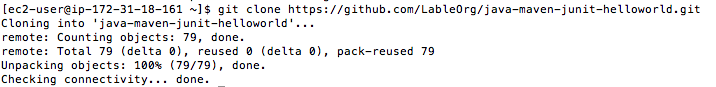 [ec2-user@ip-172-31-18-161 ~]$ git clone https://github.com/LableOrg/java-maven-junit-helloworld.git
Cloning into 'java-maven-junit-helloworld'...
remote: Counting objects: 79, done.
remote: Total 79 (delta 0), reused 0 (delta 0), pack-reused 79
Unpacking objects: 100% (79/79), done.
Checking connectivity... done. _